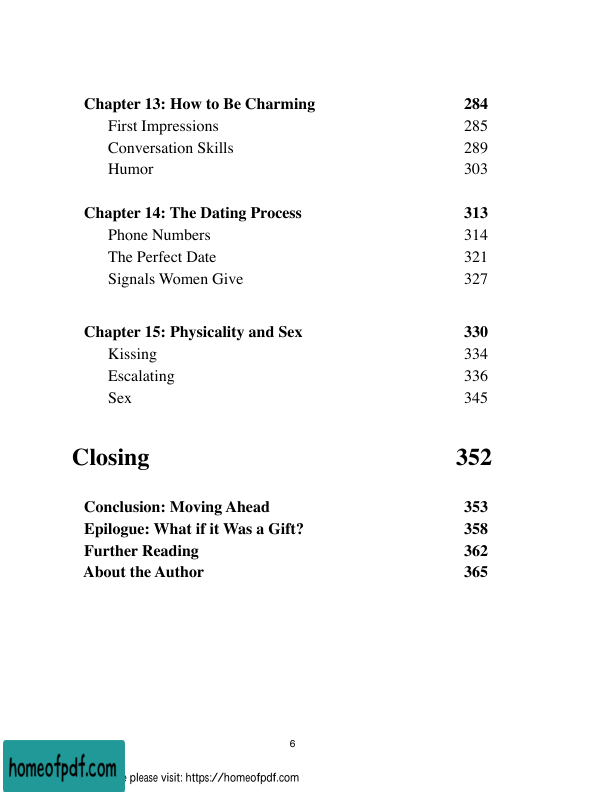 Chapter 13: How to Be Charming 284
First Impressions 285
Conversation Skills 289
Humor 303
Chapter 14: The Dating Process 313
Phone Numbers 314
The Perfect Date 321
Signals Women Give 327
Chapter 15: Physicality and Sex 330
Kissing 334
Escalating 336
Sex 345
Closing 352
Conclusion: Moving Ahead 353
Epilogue: What if it Was a Gift? 358
Further Reading 362
About the Author 365
6
homeofpdf.com
please visit: https://homeofpdf.com